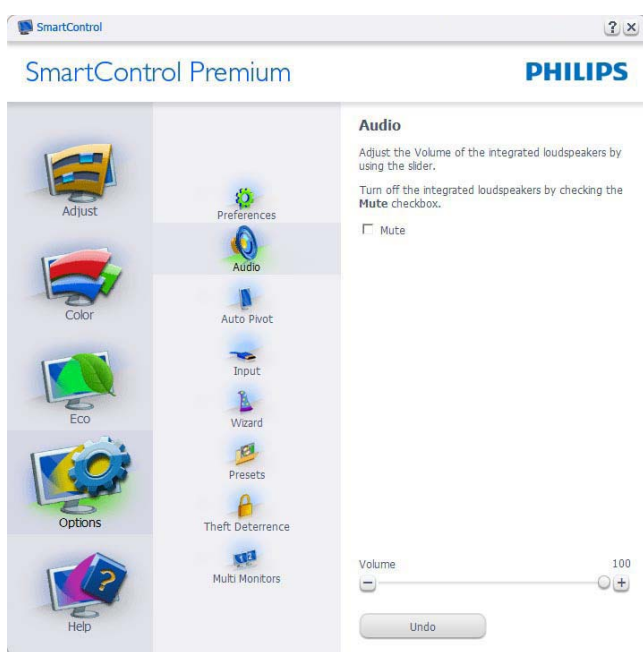 SmartControl
? ×
SmartControl Premium
PHILIPS
Adjust
Color
Eco
Options
?
Help
Preferences
Audio
Auto Pivot
Input
Wizard
Presets
Theft Deterrence
1 2
Multi Monitors
Audio
Adjust the Volume of the integrated loudspeakers by
using the slider.
Turn off the integrated loudspeakers by checking the
Mute checkbox.
Mute
Volume 100
− +
Undo